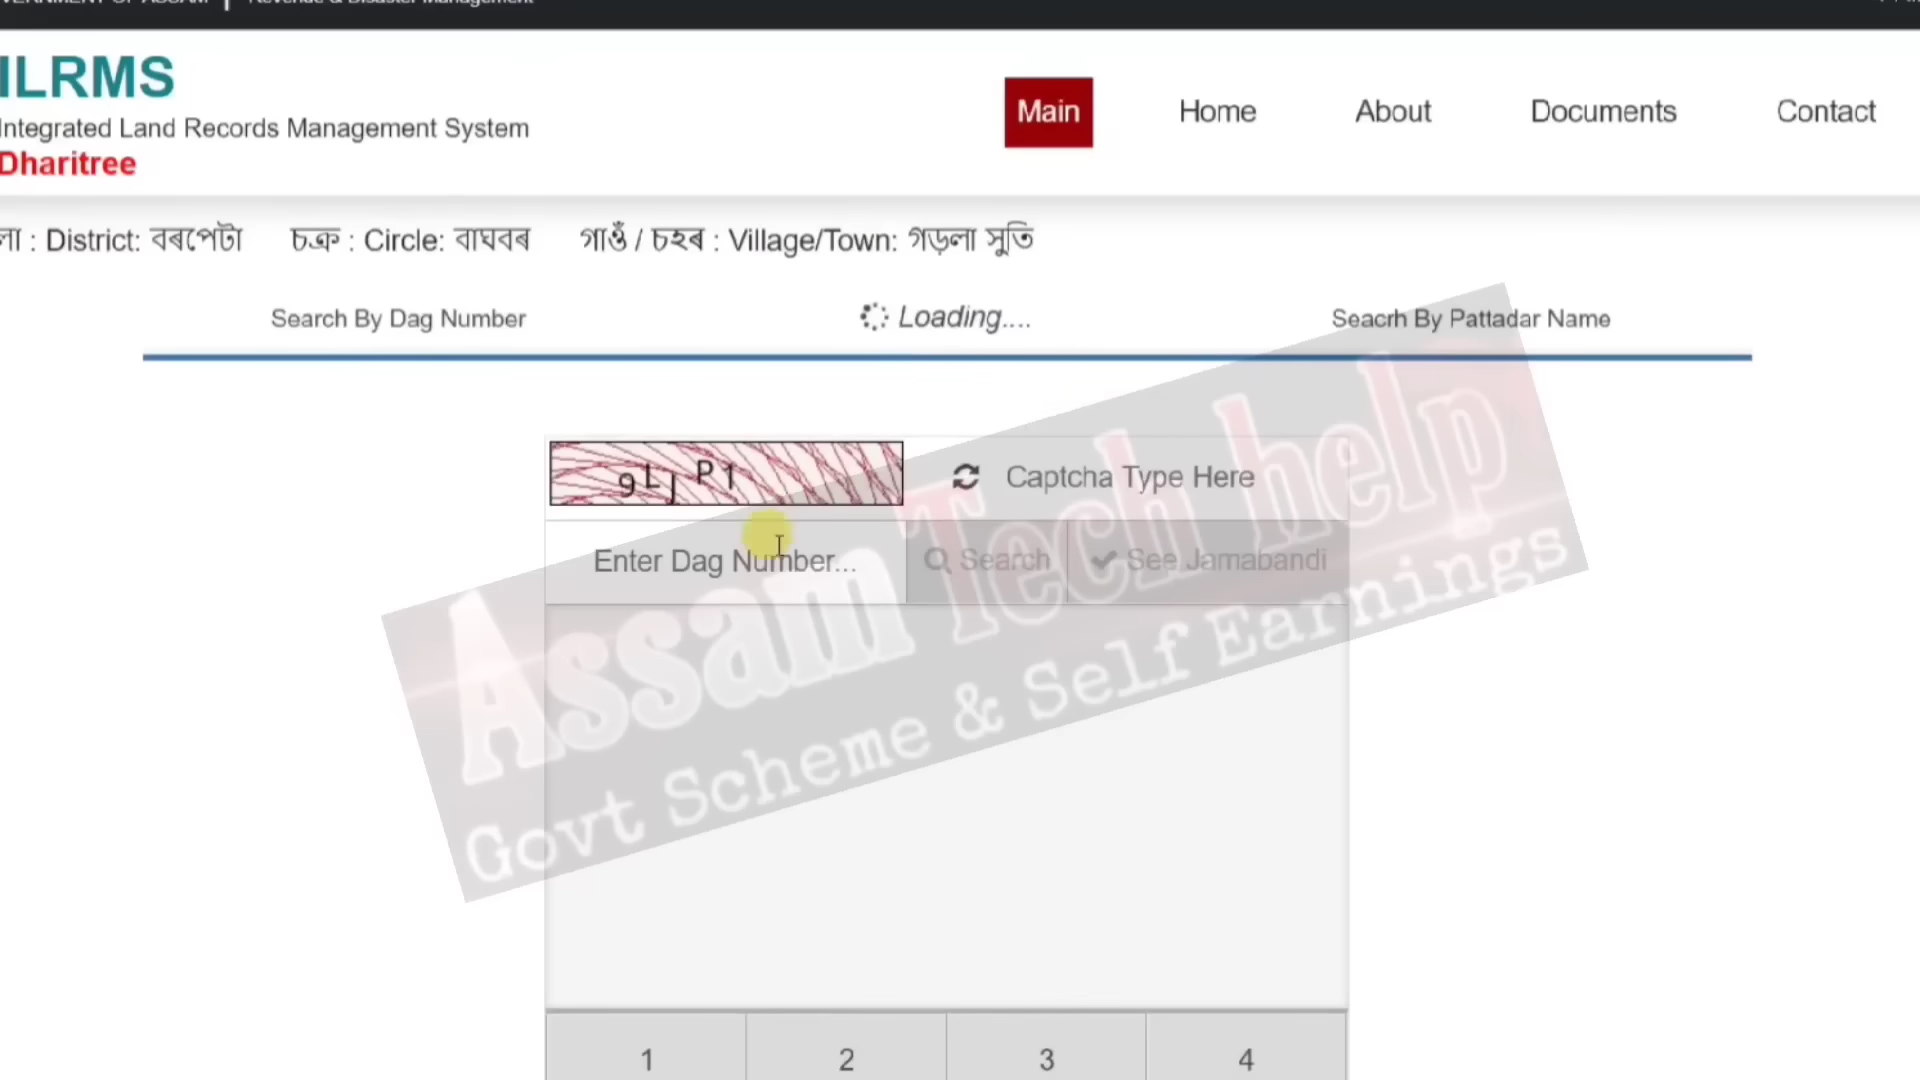 ILRMS
Integrated Land Records Management System
Dharitree
Main Home About Documents Contact
: District: বৰপেটা চক্ৰ : Circle: বাঘবৰ গাওঁ / চহৰ : Village/Town: গড়লা সুতি
Search By Dag Number Loading.... Seacrh By Pattadar Name
9LjP1 Captcha Type Here
Enter Dag Number... Search See Jamabandi
Assam Tech help
Govt Scheme & Self Earnings
1 2 3 4